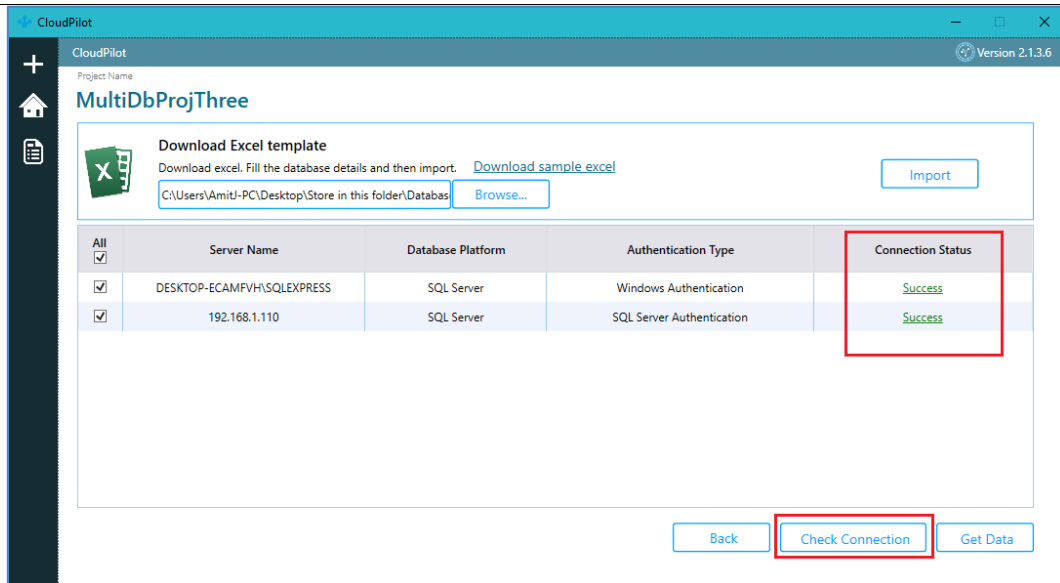 CloudPilot
CloudPilot
Version 2.1.3.6
Project Name
MultiDbProjThree
Download Excel template
Download excel. Fill the database details and then import. Download sample excel
C:\Users\AmitJ-PC\Desktop\Store in this folder\Databas
Browse...
Import
All
Server Name Database Platform Authentication Type Connection Status
DESKTOP-ECAMFVH\SQLEXPRESS SQL Server Windows Authentication Success
192.168.1.110 SQL Server SQL Server Authentication Success
Back Check Connection Get Data